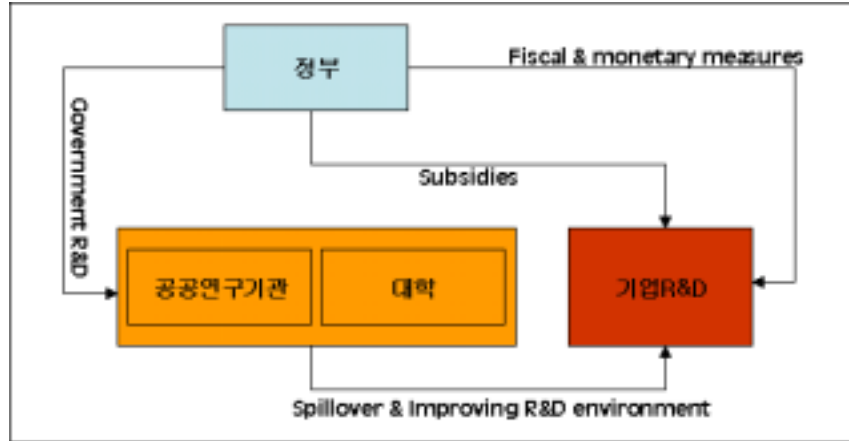 정부
Fiscal & monetary measures
Government R&D
Subsidies
공공연구기관
대학
기업R&D
Spillover & Improving R&D environment